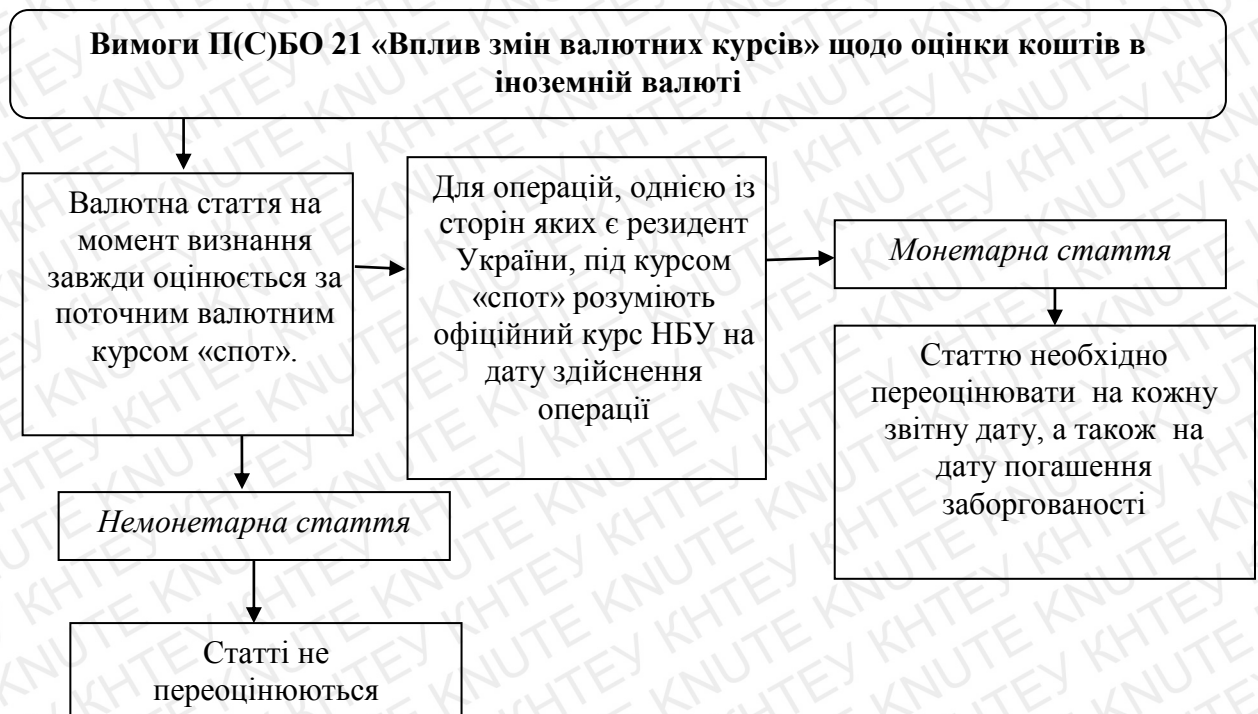 Вимоги П(С)БО 21 «Вплив змін валютних курсів» щодо оцінки коштів в
іноземній валюті
Валютна стаття на
момент визнання
завжди оцінюється за
поточним валютним
курсом «спот».
Для операцій, однією із
сторін яких є резидент
України, під курсом
«спот» розуміють
офіційний курс НБУ на
дату здійснення
операції
Монетарна стаття
Статтю необхідно
переоцінювати на кожну
звітну дату, а також на
дату погашення
заборгованості
Немонетарна стаття
Статті не
переоцінюються